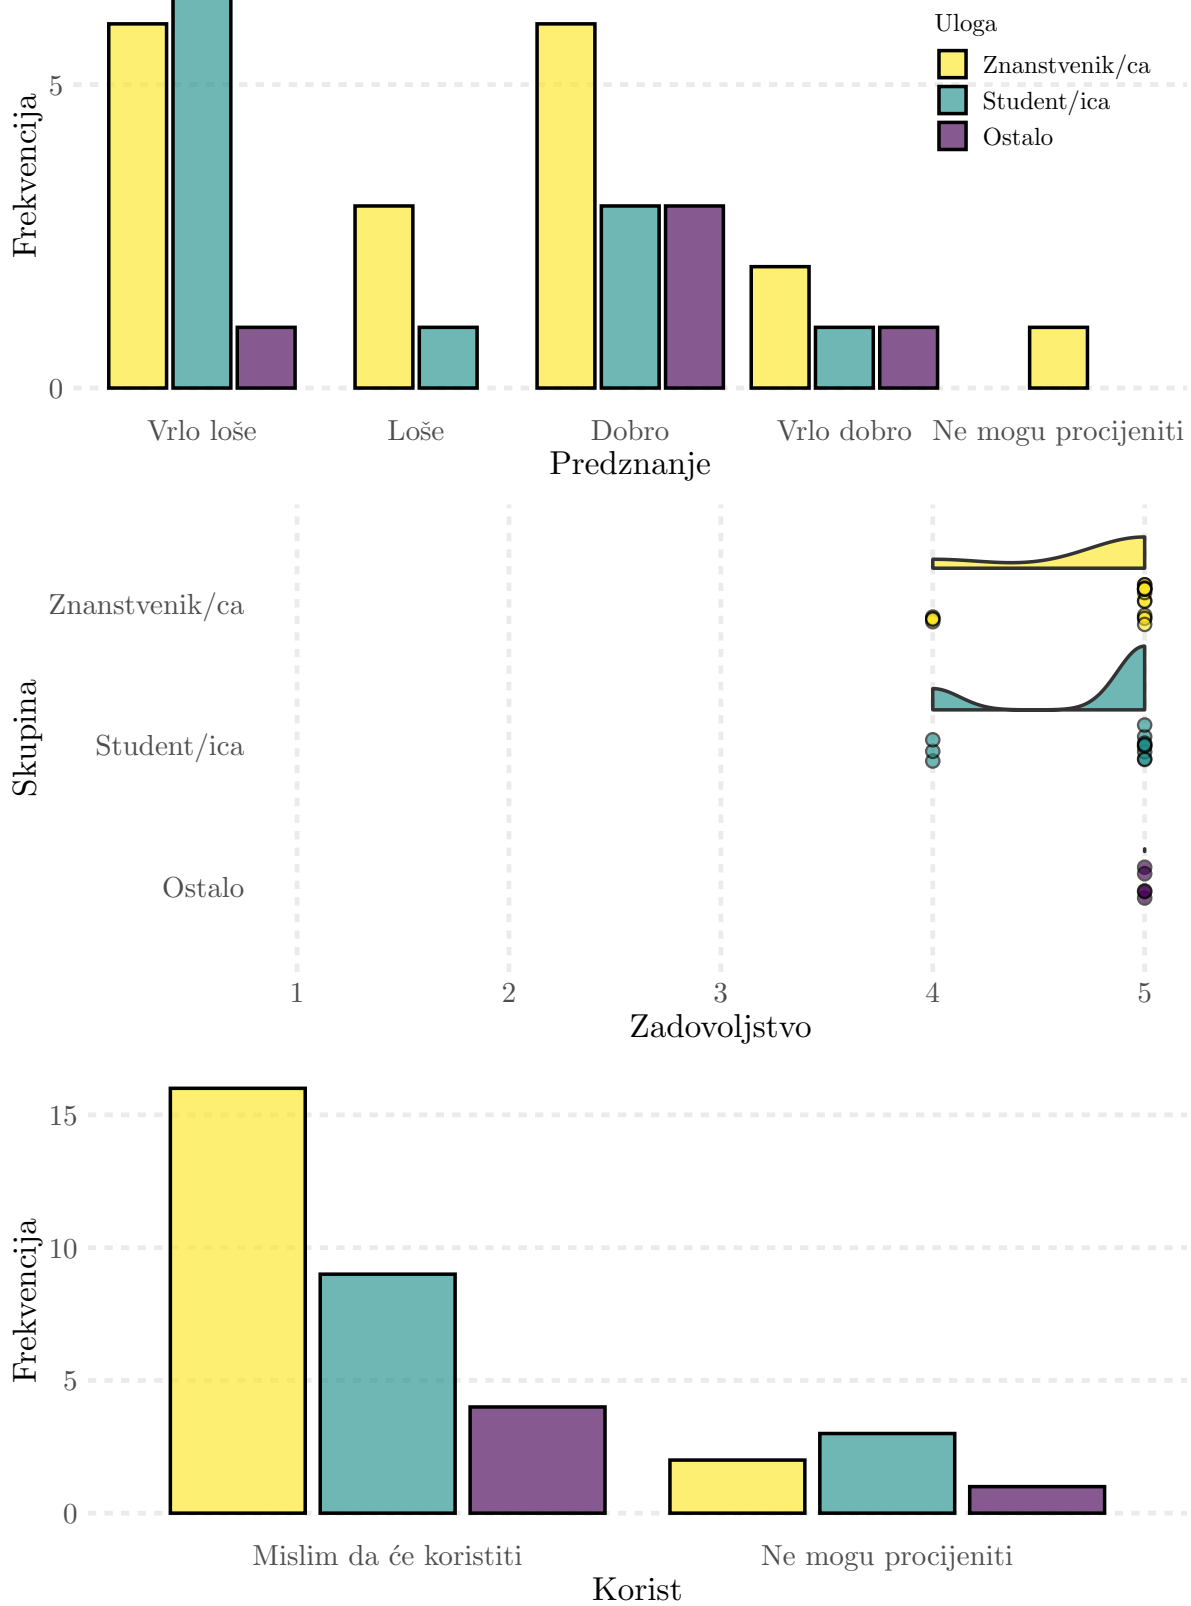 Uloga
Znanstvenik/ca
Student/ica
Ostalo
Frekvencija
5
0
Vrlo loše
Loše
Dobro
Vrlo dobro
Ne mogu procijeniti
Predznanje
Skupina
Znanstvenik/ca
Student/ica
Ostalo
1
2
3
4
5
Zadovoljstvo
Frekvencija
15
10
5
0
Mislim da će koristiti
Ne mogu procijeniti
Korist